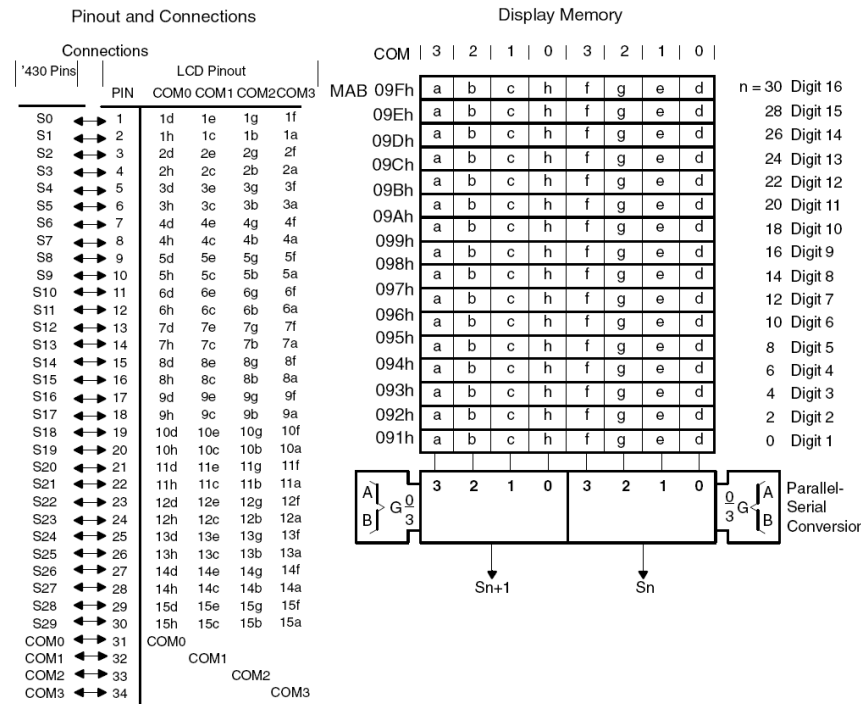 Pinout and Connections
Connections
'430 Pins LCD Pinout
PIN COM0 COM1 COM2 COM3
S0 1 1d 1e 1g 1f
S1 2 1h 1c 1b 1a
S2 3 2d 2e 2g 2f
S3 4 2h 2c 2b 2a
S4 5 3d 3e 3g 3f
S5 6 3h 3c 3b 3a
S6 7 4d 4e 4g 4f
S7 8 4h 4c 4b 4a
S8 9 5d 5e 5g 5f
S9 10 5h 5c 5b 5a
S10 11 6d 6e 6g 6f
S11 12 6h 6c 6b 6a
S12 13 7d 7e 7g 7f
S13 14 7h 7c 7b 7a
S14 15 8d 8e 8g 8f
S15 16 8h 8c 8b 8a
S16 17 9d 9e 9g 9f
S17 18 9h 9c 9b 9a
S18 19 10d 10e 10g 10f
S19 20 10h 10c 10b 10a
S20 21 11d 11e 11g 11f
S21 22 11h 11c 11b 11a
S22 23 12d 12e 12g 12f
S23 24 12h 12c 12b 12a
S24 25 13d 13e 13g 13f
S25 26 13h 13c 13b 13a
S26 27 14d 14e 14g 14f
S27 28 14h 14c 14b 14a
S28 29 15d 15e 15g 15f
S29 30 15h 15c 15b 15a
COM0 31 COM0
COM1 32 COM1
COM2 33 COM2
COM3 34 COM3
Display Memory
COM 3 2 1 0 3 2 1 0
MAB 09Fh a b c h f g e d n = 30 Digit 16
09Eh a b c h f g e d 28 Digit 15
09Dh a b c h f g e d 26 Digit 14
09Ch a b c h f g e d 24 Digit 13
09Bh a b c h f g e d 22 Digit 12
09Ah a b c h f g e d 20 Digit 11
a b c h f g e d 18 Digit 10
099h a b c h f g e d 16 Digit 9
098h a b c h f g e d 14 Digit 8
097h a b c h f g e d 12 Digit 7
096h a b c h f g e d 10 Digit 6
095h a b c h f g e d 8 Digit 5
094h a b c h f g e d 6 Digit 4
093h a b c h f g e d 4 Digit 3
092h a b c h f g e d 2 Digit 2
091h a b c h f g e d 0 Digit 1
A B G 0 3 3 2 1 0 3 2 1 0 0 3 G A B
Parallel-
Serial
Conversion
Sn+1 Sn